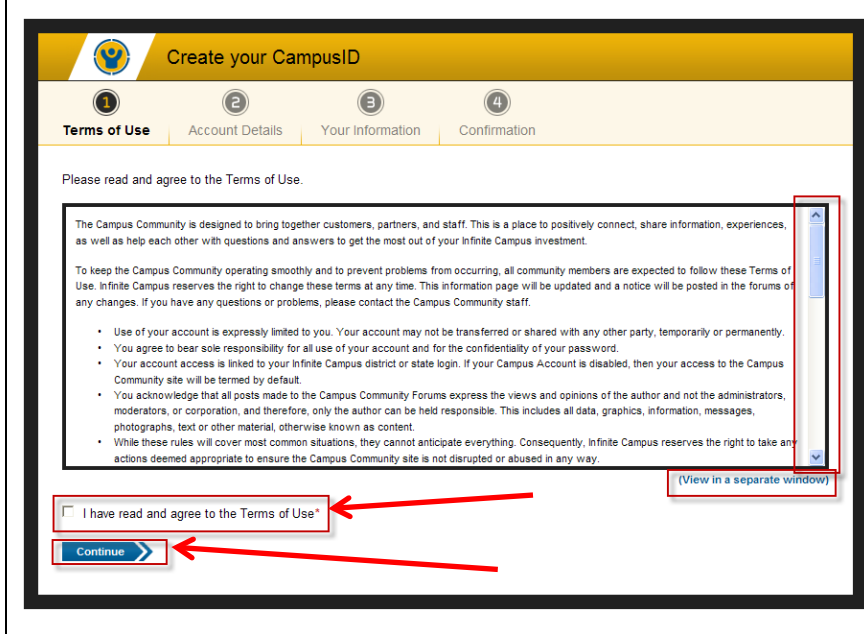 Create your CampusID
1 2 3 4
Terms of Use Account Details Your Information Confirmation
Please read and agree to the Terms of Use.
The Campus Community is designed to bring together customers, partners, and staff. This is a place to positively connect, share information, experiences,
as well as help each other with questions and answers to get the most out of your Infinite Campus investment.
To keep the Campus Community operating smoothly and to prevent problems from occurring, all community members are expected to follow these Terms of
Use. Infinite Campus reserves the right to change these terms at any time. This information page will be updated and a notice will be posted in the forums of
any changes. If you have any questions or problems, please contact the Campus Community staff.
• Use of your account is expressly limited to you. Your account may not be transferred or shared with any other party, temporarily or permanently.
• You agree to bear sole responsibility for all use of your account and for the confidentiality of your password.
• Your account access is linked to your Infinite Campus district or state login. If your Campus Account is disabled, then your access to the Campus
Community site will be termed by default.
• You acknowledge that all posts made to the Campus Community Forums express the views and opinions of the author and not the administrators,
moderators, or corporation, and therefore, only the author can be held responsible. This includes all data, graphics, information, messages,
photographs, text or other material, otherwise known as content.
• While these rules will cover most common situations, they cannot anticipate everything. Consequently, Infinite Campus reserves the right to take any
actions deemed appropriate to ensure the Campus Community site is not disrupted or abused in any way.
(View in a separate window)
I have read and agree to the Terms of Use*
Continue